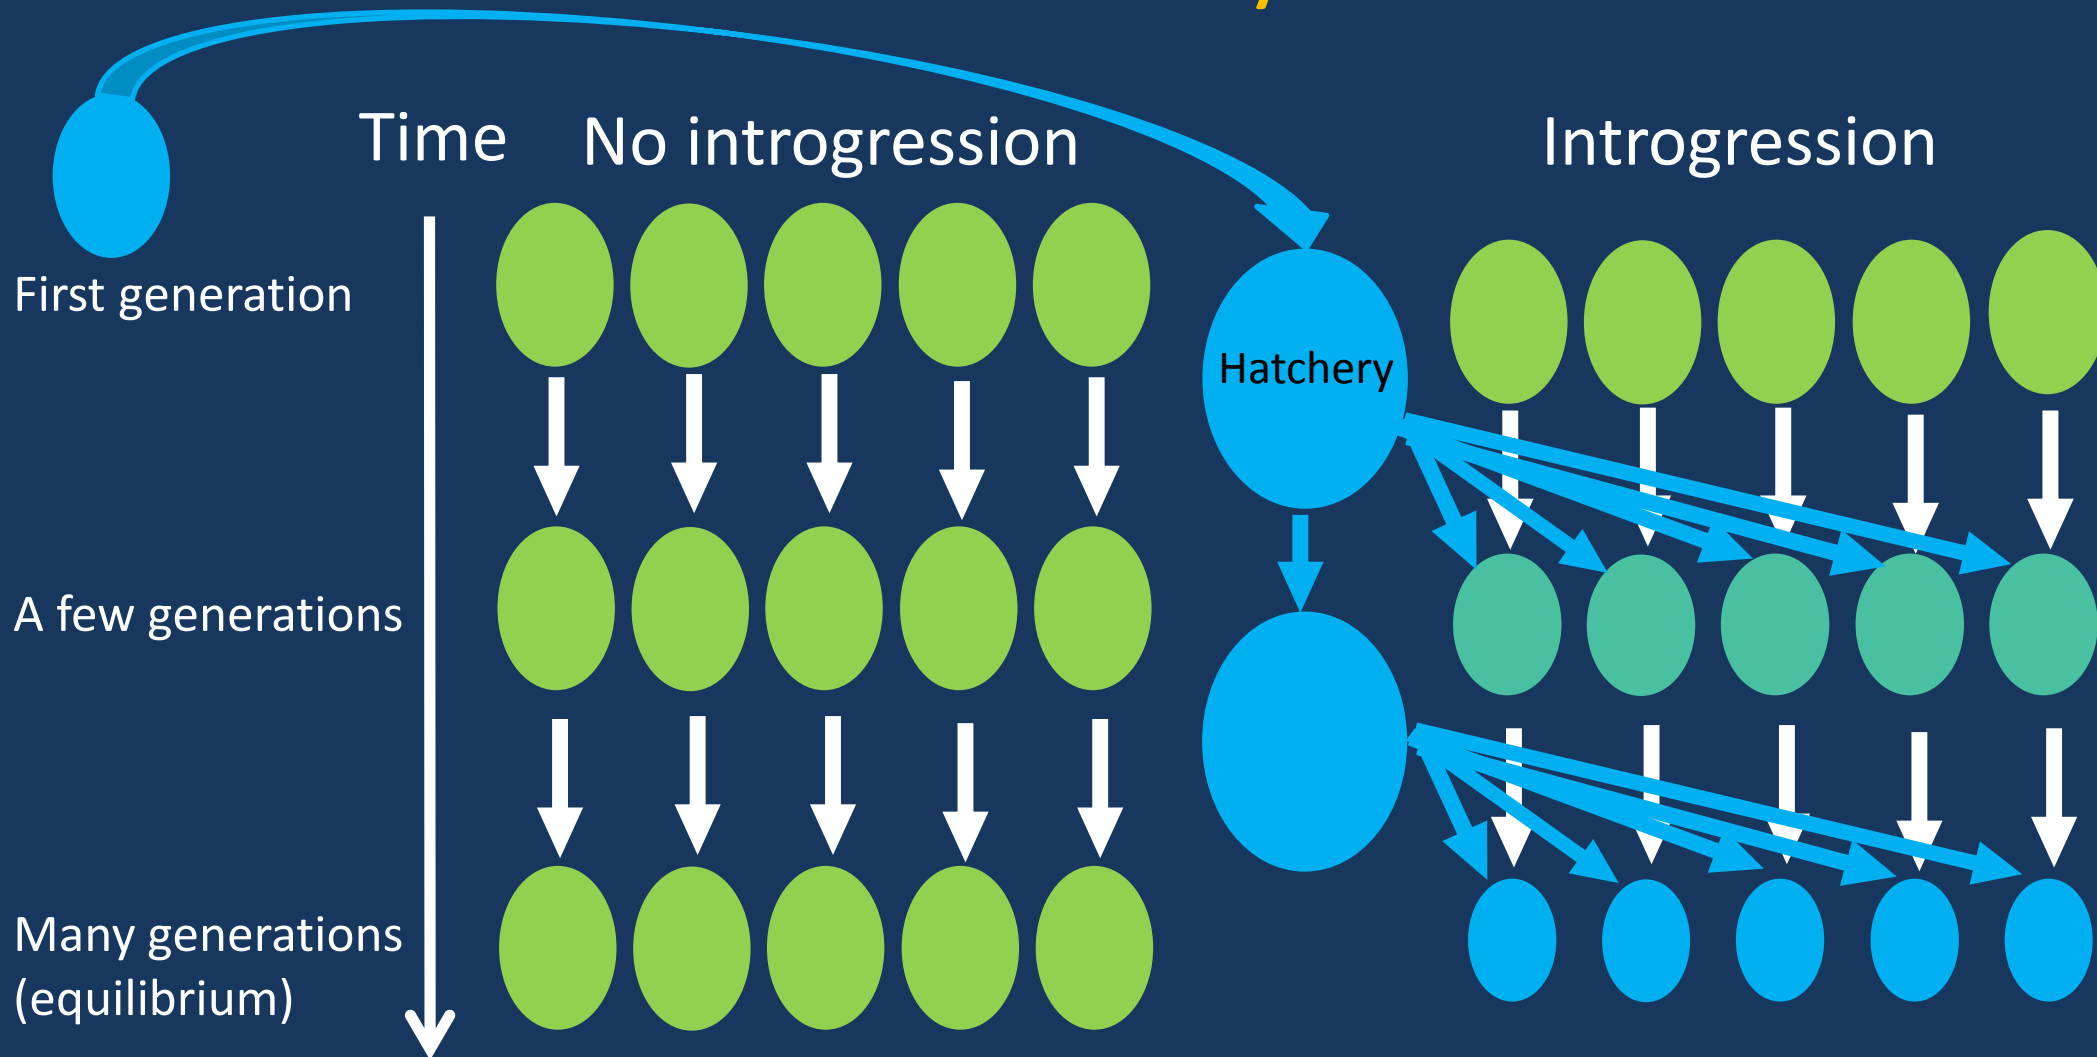 Time
No introgression
Introgression
First generation
Hatchery
A few generations
Many generations
(equilibrium)